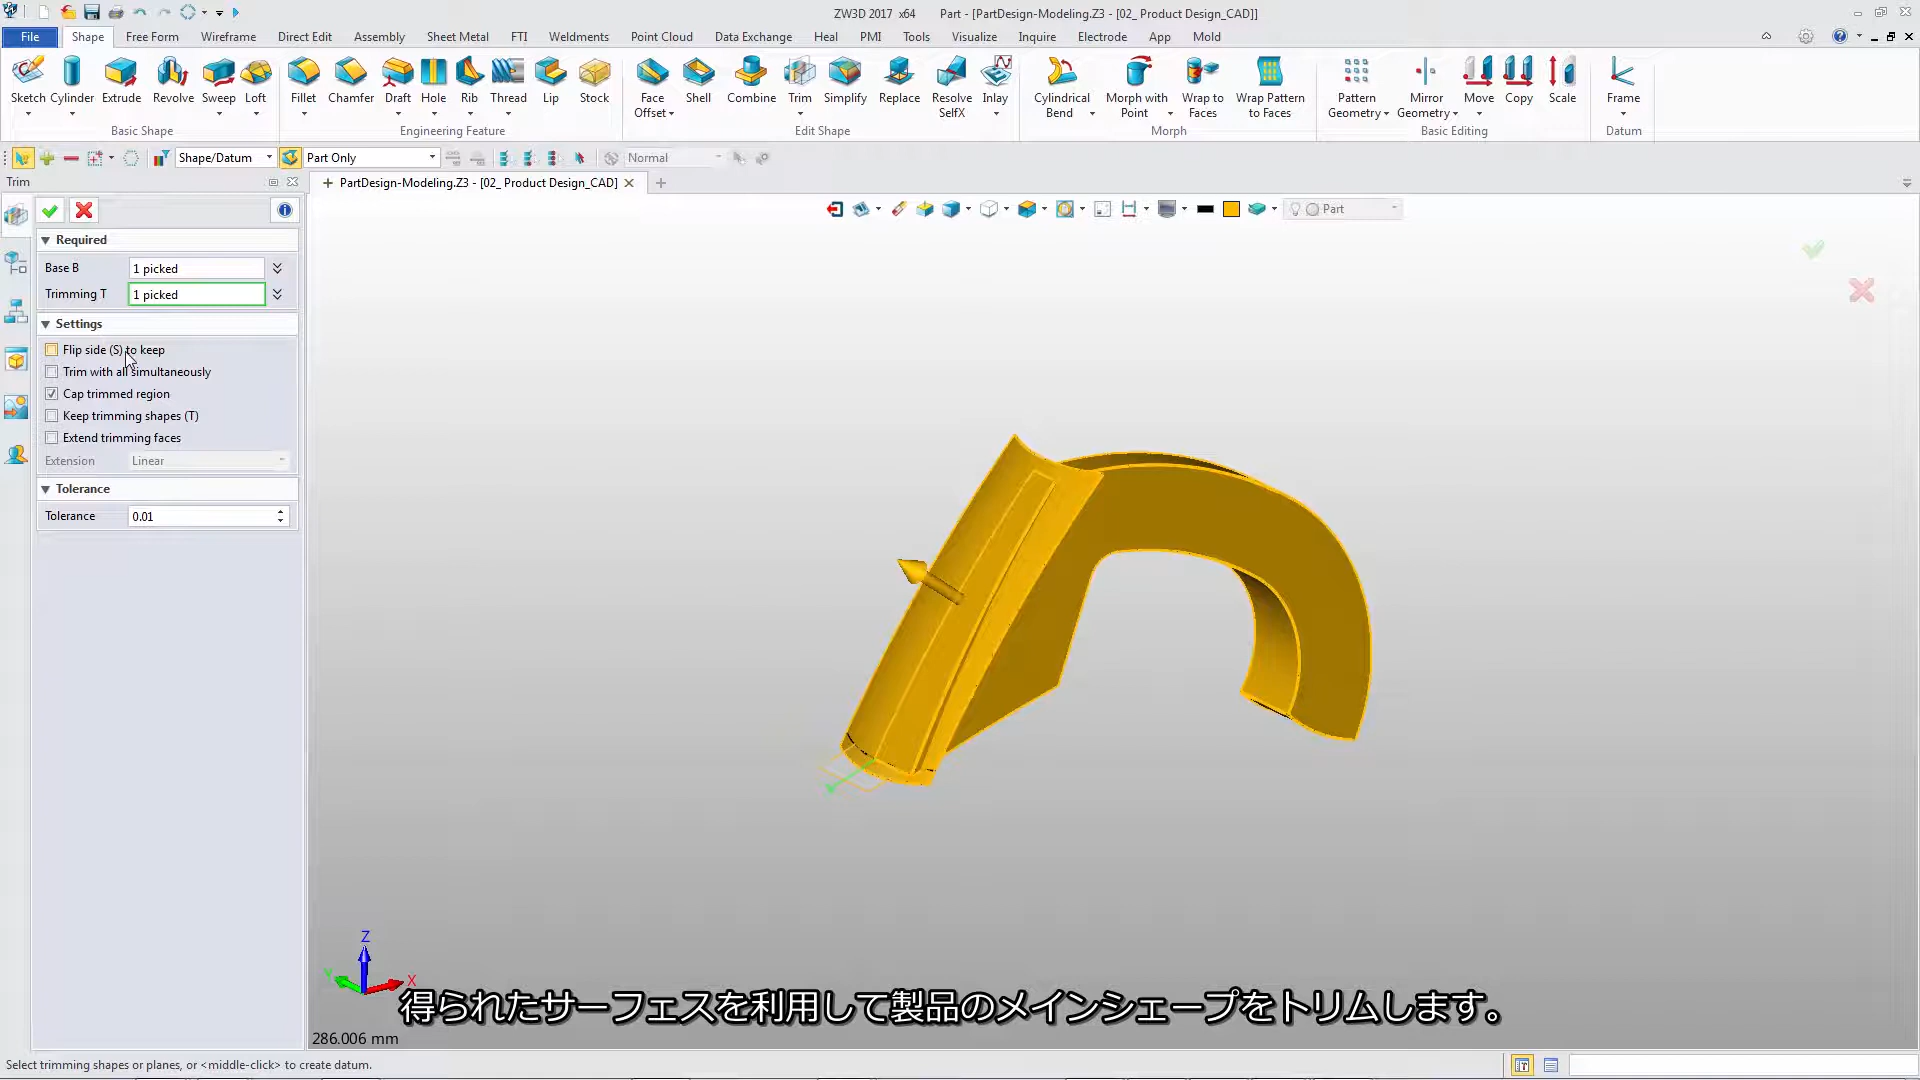 ZW3D 2017 x64 Part - [PartDesign-Modeling.Z3 - [02_ Product Design_CAD]]
File Shape Free Form Wireframe Direct Edit Assembly Sheet Metal FTI Weldments Point Cloud Data Exchange Heal PMI Tools Visualize Inquire Electrode App Mold
Sketch Cylinder Extrude Revolve Sweep Loft Fillet Chamfer Draft Hole Rib Thread Lip Stock Face Offset Shell Combine Trim Simplify Replace Resolve SelfX Inlay Cylindrical Bend Morph with Point Wrap to Faces Wrap Pattern to Faces Pattern Geometry Mirror Geometry Move Copy Scale Frame
Basic Shape Engineering Feature Edit Shape Morph Basic Editing Datum
Shape/Datum Part Only Normal
Trim
PartDesign-Modeling.Z3 - [02_ Product Design_CAD]
Part
Required
Base B 1 picked
Trimming T 1 picked
Settings
Flip side (S) to keep
Trim with all simultaneously
Cap trimmed region
Keep trimming shapes (T)
Extend trimming faces
Extension Linear
Tolerance
Tolerance 0.01
Z
Y
X
得られたサーフェスを利用して製品のメインシェープをトリムします。
286.006 mm
Select trimming shapes or planes, or <middle-click> to create datum.